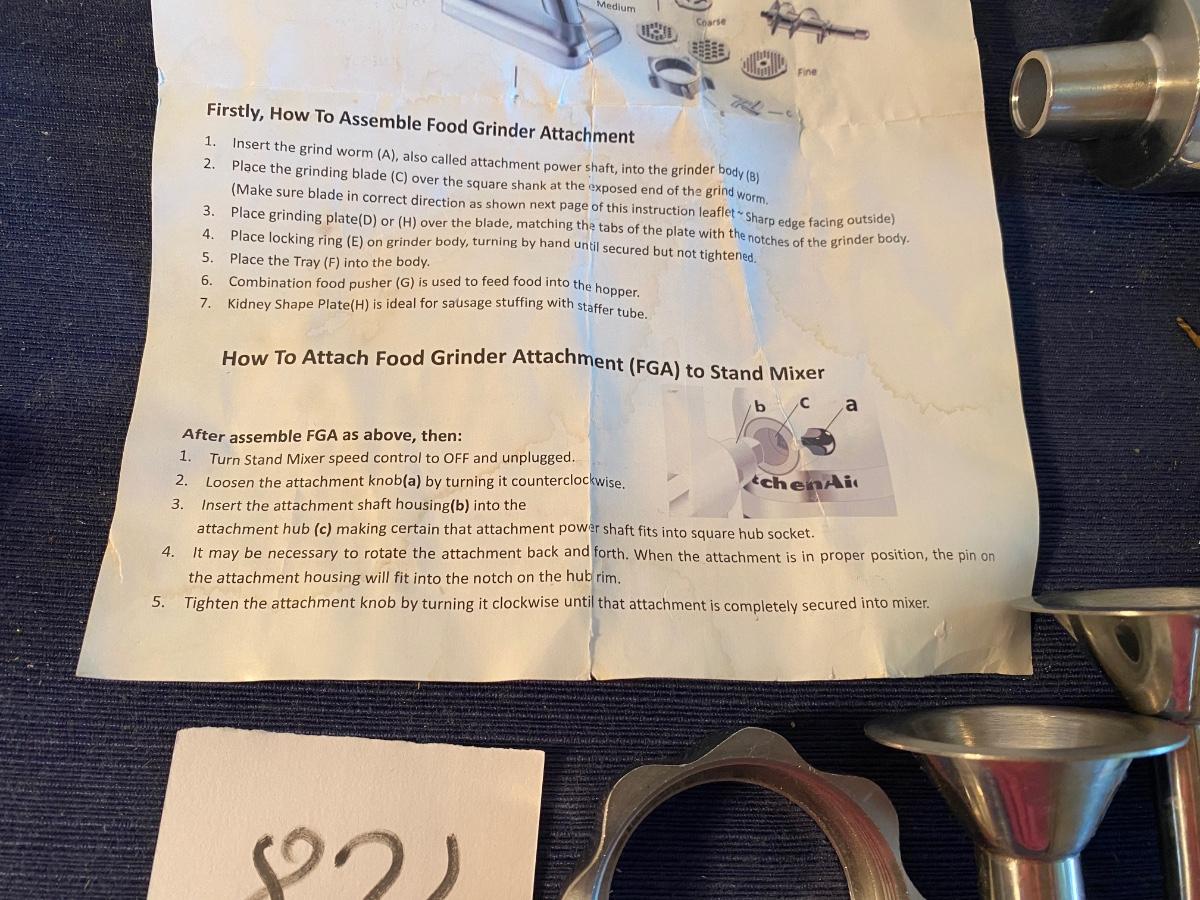 Medium
Coarse
Fine
Firstly, How To Assemble Food Grinder Attachment
1. Insert the grind worm (A), also called attachment power shaft, into the grinder body (B)
2. Place the grinding blade (C) over the square shank at the exposed end of the grind worm.
(Make sure blade in correct direction as shown next page of this instruction leaflet ~ Sharp edge facing outside)
3. Place grinding plate(D) or (H) over the blade, matching the tabs of the plate with the notches of the grinder body.
4. Place locking ring (E) on grinder body, turning by hand until secured but not tightened.
5. Place the Tray (F) into the body.
6. Combination food pusher (G) is used to feed food into the hopper.
7. Kidney Shape Plate(H) is ideal for sausage stuffing with staffer tube.
How To Attach Food Grinder Attachment (FGA) to Stand Mixer
b c a
tchenAi
After assemble FGA as above, then:
1. Turn Stand Mixer speed control to OFF and unplugged.
2. Loosen the attachment knob(a) by turning it counterclockwise.
3. Insert the attachment shaft housing(b) into the
attachment hub (c) making certain that attachment power shaft fits into square hub socket.
4. It may be necessary to rotate the attachment back and forth. When the attachment is in proper position, the pin on
the attachment housing will fit into the notch on the hub rim.
5. Tighten the attachment knob by turning it clockwise until that attachment is completely secured into mixer.